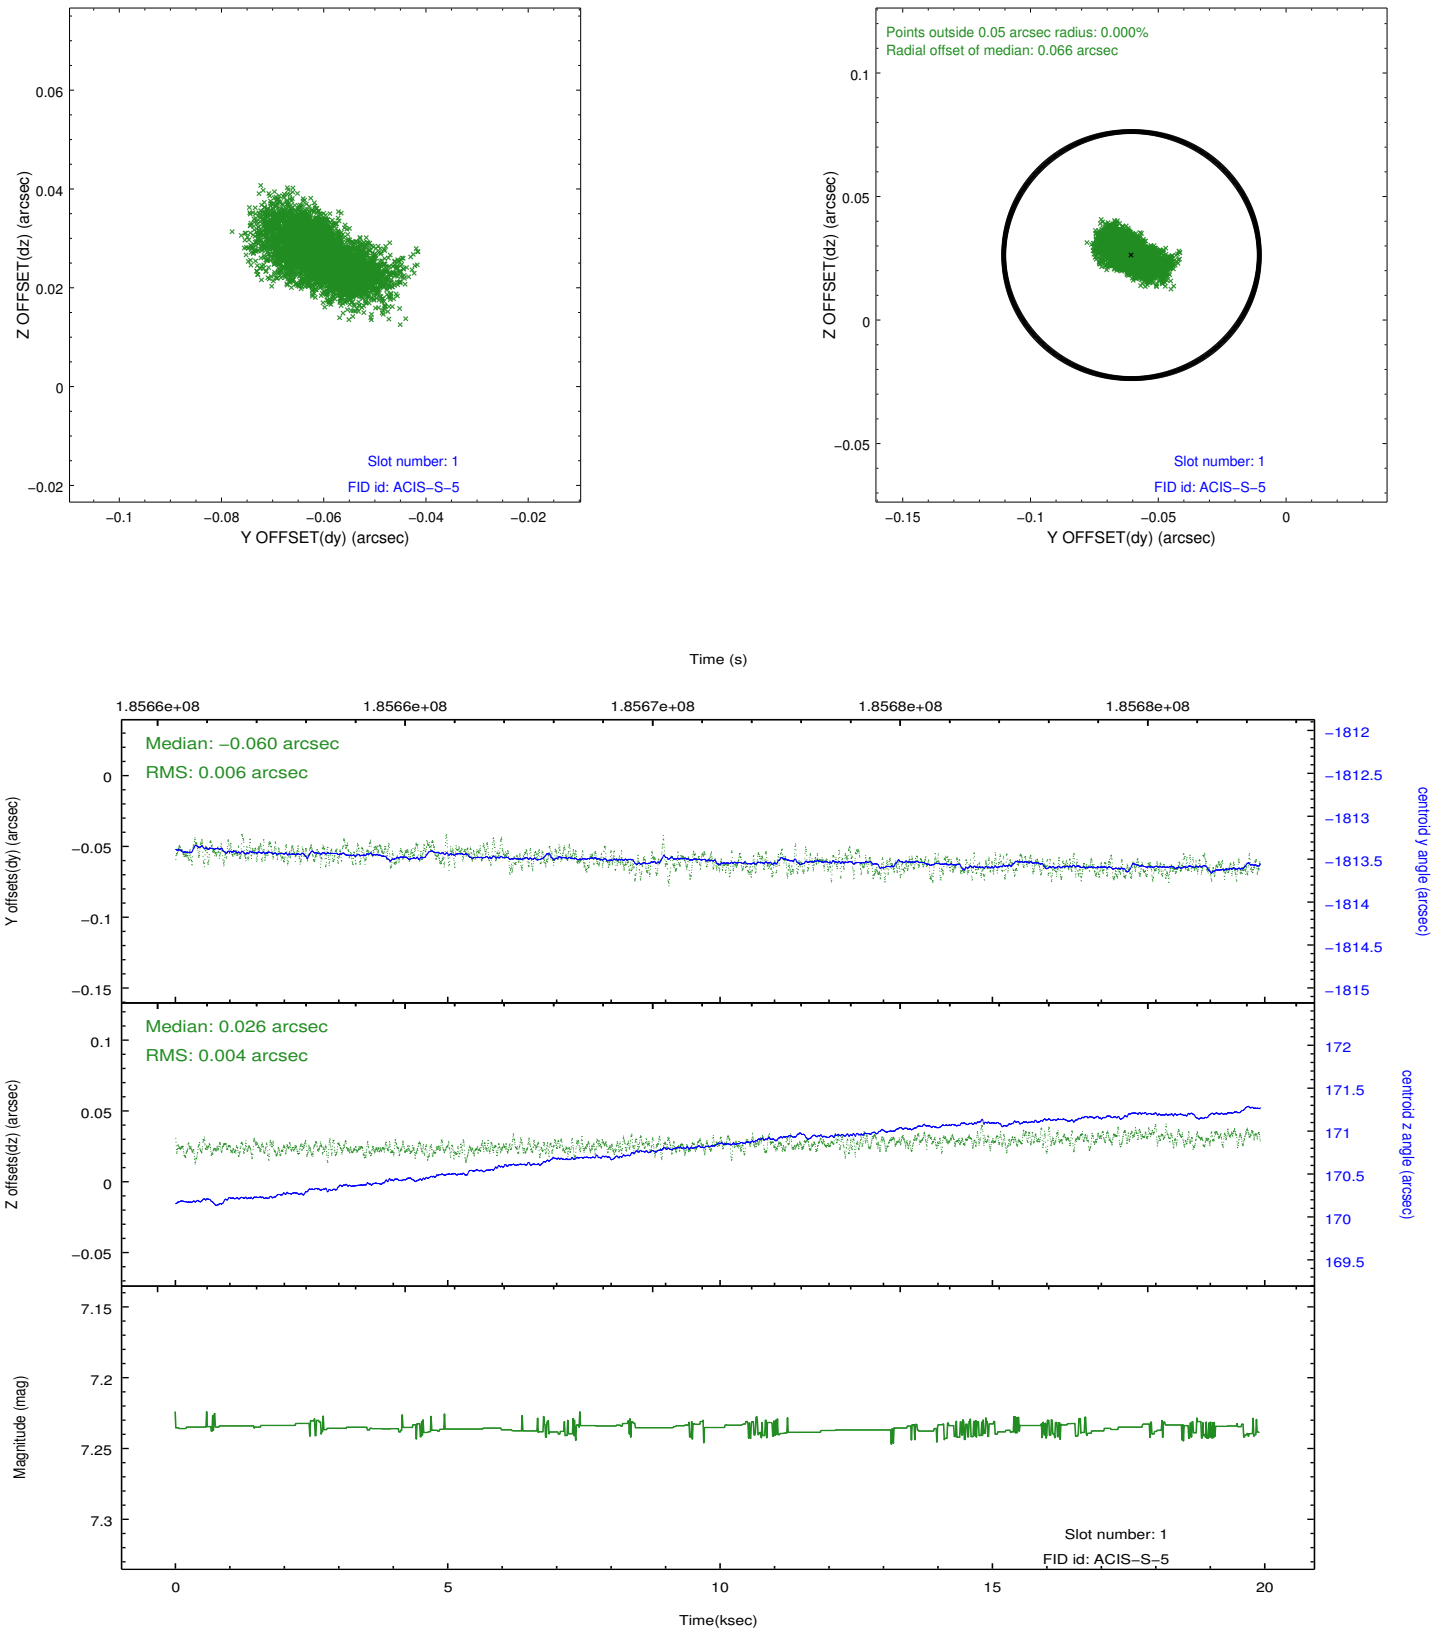 0.06
0.04
0.02
0
−0.02
Z OFFSET(dz) (arcsec)
Slot number: 1
FID id: ACIS−S−5
−0.1 −0.08 −0.06 −0.04 −0.02
Y OFFSET(dy) (arcsec)
Points outside 0.05 arcsec radius: 0.000%
Radial offset of median: 0.066 arcsec
0.1
0.05
0
−0.05
Z OFFSET(dz) (arcsec)
Slot number: 1
FID id: ACIS−S−5
−0.15 −0.1 −0.05 0
Y OFFSET(dy) (arcsec)
Time (s)
1.8566e+08 1.8566e+08 1.8567e+08 1.8568e+08 1.8568e+08
Median: −0.060 arcsec
RMS: 0.006 arcsec
0
−0.05
−0.1
−0.15
Y offsets(dy) (arcsec)
−1812
−1812.5
−1813
−1813.5
−1814
−1814.5
−1815
centroid y angle (arcsec)
Median: 0.026 arcsec
RMS: 0.004 arcsec
0.1
0.05
0
−0.05
Z offsets(dz) (arcsec)
172
171.5
171
170.5
170
169.5
centroid z angle (arcsec)
7.15
7.2
7.25
7.3
Magnitude (mag)
Slot number: 1
FID id: ACIS−S−5
0 5 10 15 20
Time(ksec)